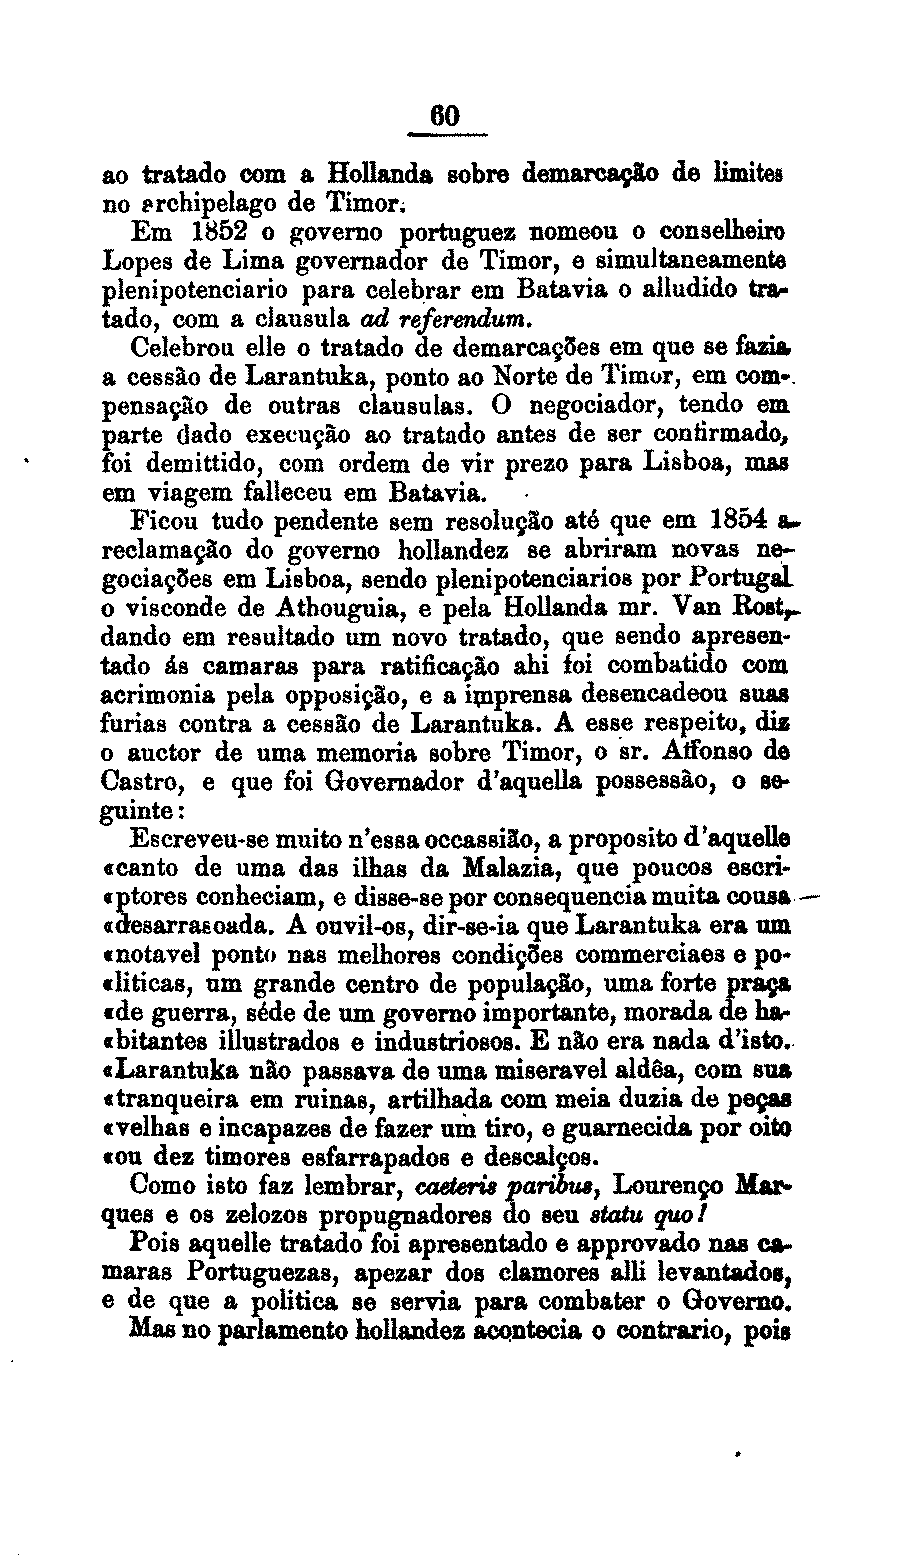 60
ao tratado com a Hollanda sobre demarcação de limites
no archipelago de Timor.
Em 1852 o governo portuguez nomeou o conselheiro
Lopes de Lima governador de Timor, e simultaneamente
plenipotenciario para celebrar em Batavia o alludido tra-
tado, com a clausula ad referendum.
Celebrou elle o tratado de demarcações em que se fazia
a cessão de Larantuka, ponto ao Norte de Timor, em com-
pensação de outras clausulas. O negociador, tendo em
parte dado execução ao tratado antes de ser confirmado,
foi demittido, com ordem de vir prezo para Lisboa, mas
em viagem falleceu em Batavia.
Ficou tudo pendente sem resolução até que em 1854 a
reclamação do governo hollandez se abriram novas ne-
gociações em Lisboa, sendo plenipotenciarios por Portugal
o visconde de Athouguia, e pela Hollanda mr. Van Rost,
dando em resultado um novo tratado, que sendo apresen-
tado ás camaras para ratificação ahi foi combatido com
acrimonia pela opposição, e a imprensa desencadeou suas
furias contra a cessão de Larantuka. A esse respeito, diz
o auctor de uma memoria sobre Timor, o sr. Affonso de
Castro, e que foi Governador d'aquella possessão, o se-
guinte:
Escreveu-se muito n'essa occassião, a proposito d'aquelle
«canto de uma das ilhas da Malazia, que poucos escri-
«ptores conheciam, e disse-se por consequencia muita cousa
«desarrasoada. A ouvil-os, dir-se-ia que Larantuka era um
«notavel ponto nas melhores condições commerciaes e po-
«liticas, um grande centro de população, uma forte praça
«de guerra, séde de um governo importante, morada de ha-
«bitantes illustrados e industriosos. E não era nada d'isto.
«Larantuka não passava de uma miseravel aldêa, com sua
«tranqueira em ruinas, artilhada com meia duzia de peças
«velhas e incapazes de fazer um tiro, e guarnecida por oito
«ou dez timores esfarrapados e descalços.
Como isto faz lembrar, caeteris paribus, Lourenço Mar-
ques e os zelozos propugnadores do seu statu quo!
Pois aquelle tratado foi apresentado e approvado nas ca-
maras Portuguezas, apezar dos clamores alli levantados,
e de que a politica se servia para combater o Governo.
Mas no parlamento hollandez acontecia o contrario, pois